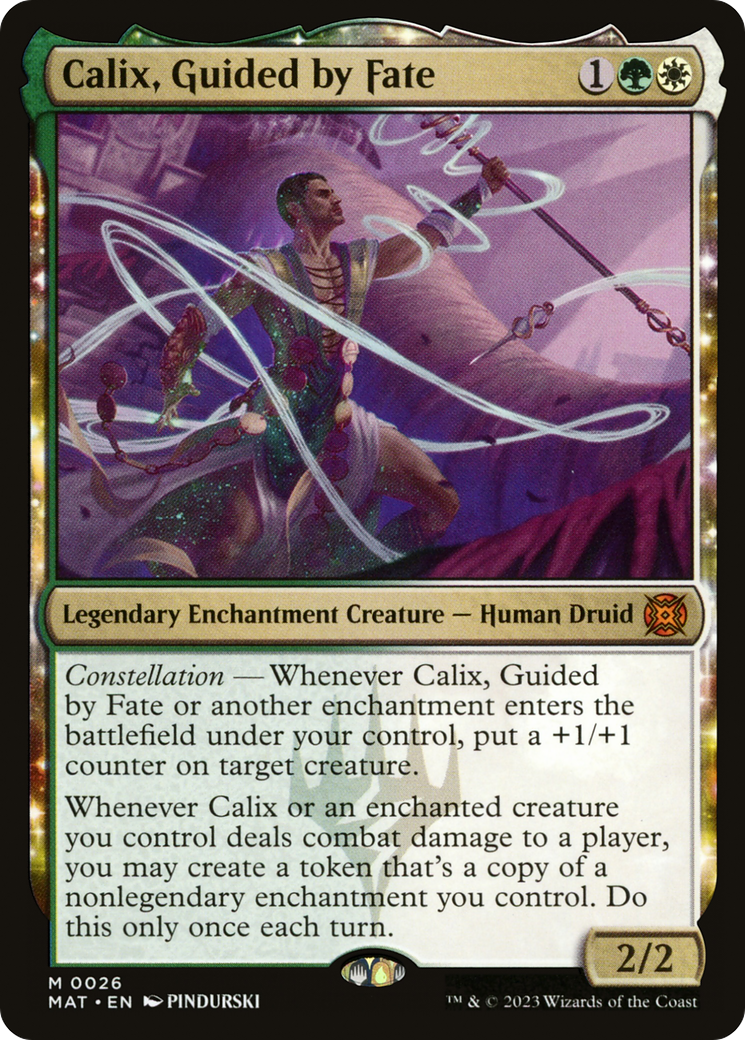 Calix, Guided by Fate 1
Legendary Enchantment Creature — Human Druid
Constellation — Whenever Calix, Guided
by Fate or another enchantment enters the
battlefield under your control, put a +1/+1
counter on target creature.
Whenever Calix or an enchanted creature
you control deals combat damage to a player,
you may create a token that's a copy of a
nonlegendary enchantment you control. Do
this only once each turn.
2/2
M 0026
MAT • EN PINDURSKI
™ & © 2023 Wizards of the Coast